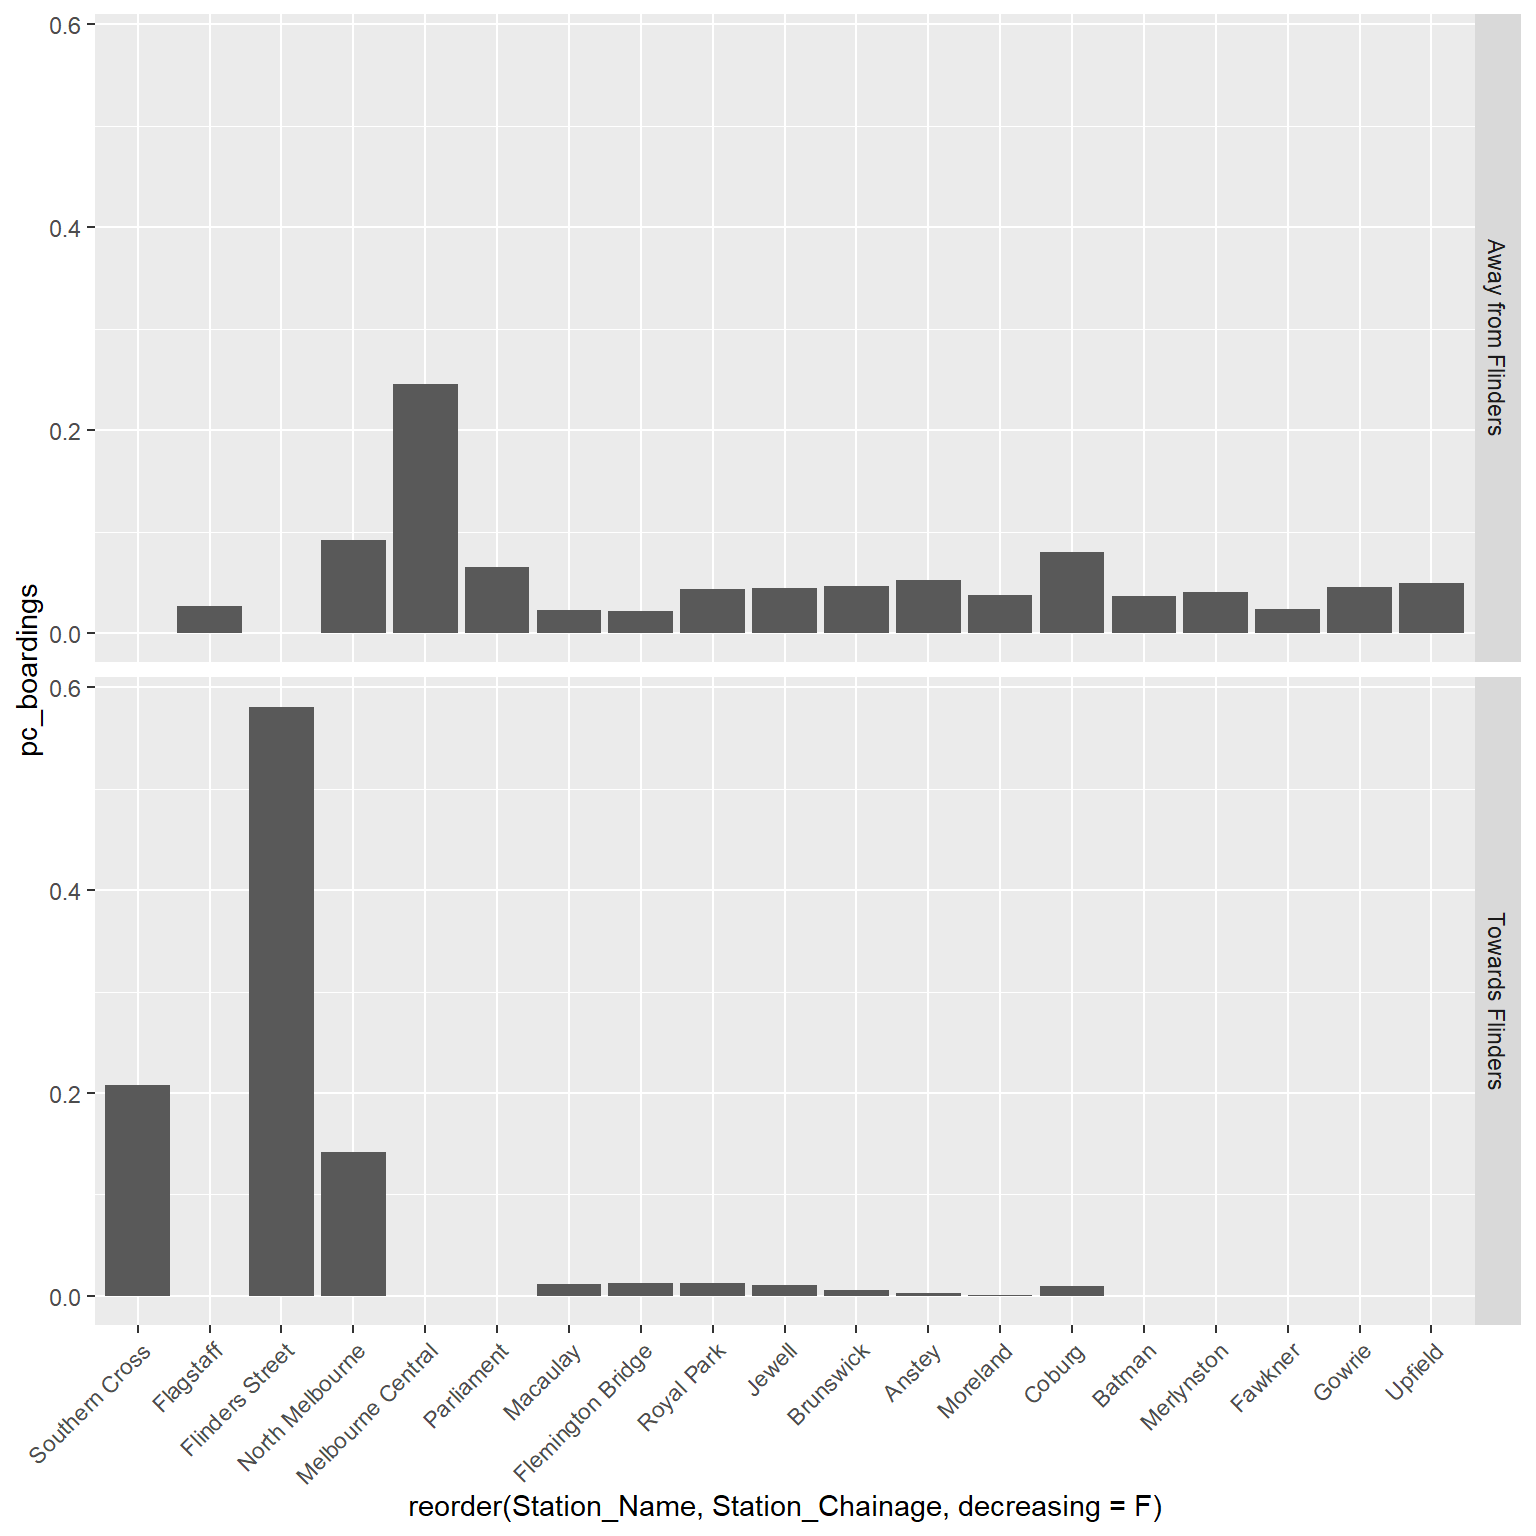 pc_boardings
0.6
0.4
0.2
0.0
Away from Flinders
0.6
0.4
0.2
0.0
Towards Flinders
Southern Cross
Flagstaff
Flinders Street
North Melbourne
Melbourne Central
Parliament
Macaulay
Flemington Bridge
Royal Park
Jewell
Brunswick
Anstey
Moreland
Coburg
Batman
Merlynston
Fawkner
Gowrie
Upfield
reorder(Station_Name, Station_Chainage, decreasing = F)